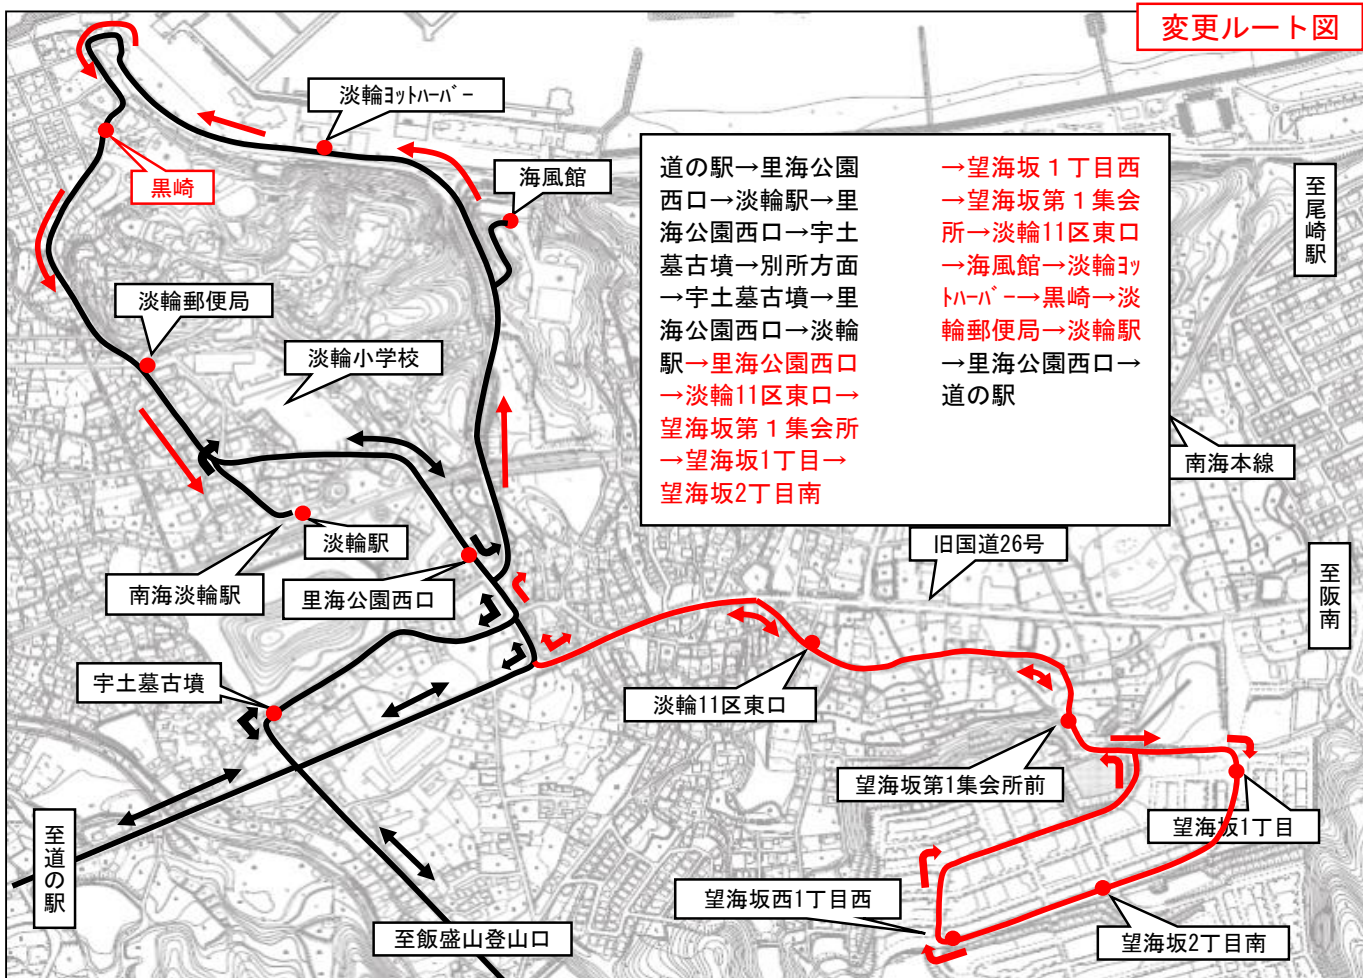 変更ルート図
淡輪ﾖｯﾄﾊｰﾊﾞｰ
黒崎
海風館
道の駅→里海公園
西口→淡輪駅→里
海公園西口→宇土
墓古墳→別所方面
→宇土墓古墳→里
海公園西口→淡輪
駅→里海公園西口
→淡輪11区東口→
望海坂第１集会所
→望海坂1丁目→
望海坂2丁目南
→望海坂１丁目西
→望海坂第１集会
所→淡輪11区東口
→海風館→淡輪ﾖｯ
ﾄﾊｰﾊﾞｰ→黒崎→淡
輪郵便局→淡輪駅
→里海公園西口→
道の駅
至尾崎駅
淡輪郵便局
淡輪小学校
南海本線
淡輪駅
旧国道26号
南海淡輪駅
里海公園西口
至阪南
宇土墓古墳
淡輪11区東口
望海坂第1集会所前
望海坂1丁目
至道の駅
望海坂西1丁目西
至飯盛山登山口
望海坂2丁目南